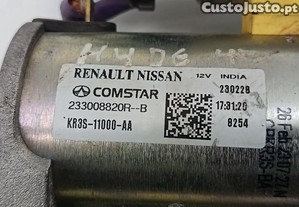 CustoJusto.pt
RENAULT NISSAN 12V INDIA
COMSTAR 230228
233008820R--B 17:31:20
KR3S-11000-AA 8254